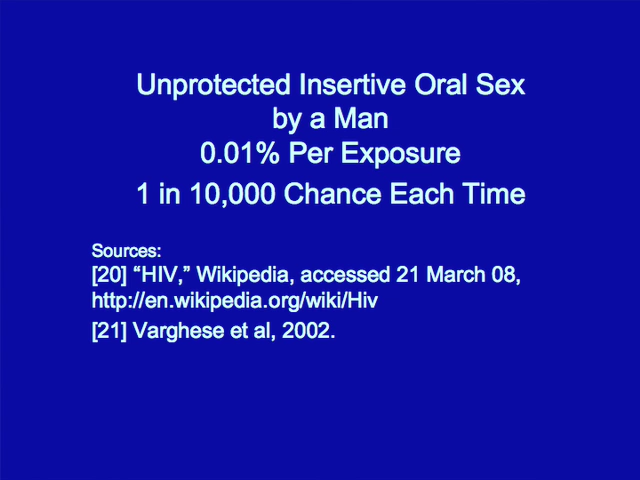 Unprotected Insertive Oral Sex
by a Man
0.01% Per Exposure
1 in 10,000 Chance Each Time
Sources:
[20] “HIV,” Wikipedia, accessed 21 March 08,
http://en.wikipedia.org/wiki/Hiv
[21] Varghese et al, 2002.